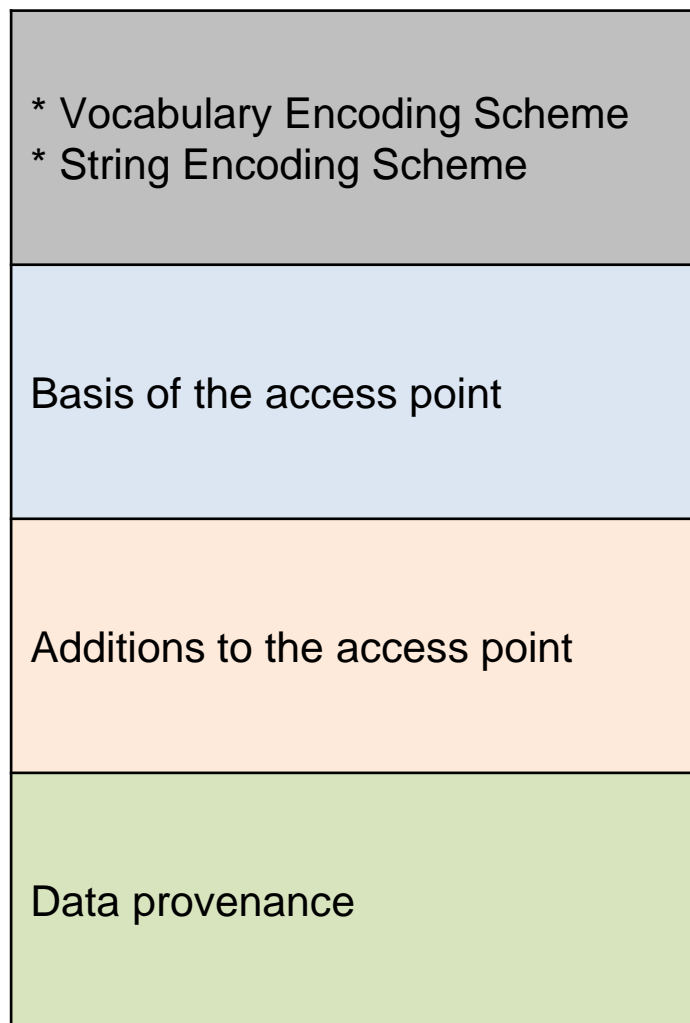 * Vocabulary Encoding Scheme
* String Encoding Scheme
Basis of the access point
Additions to the access point
Data provenance